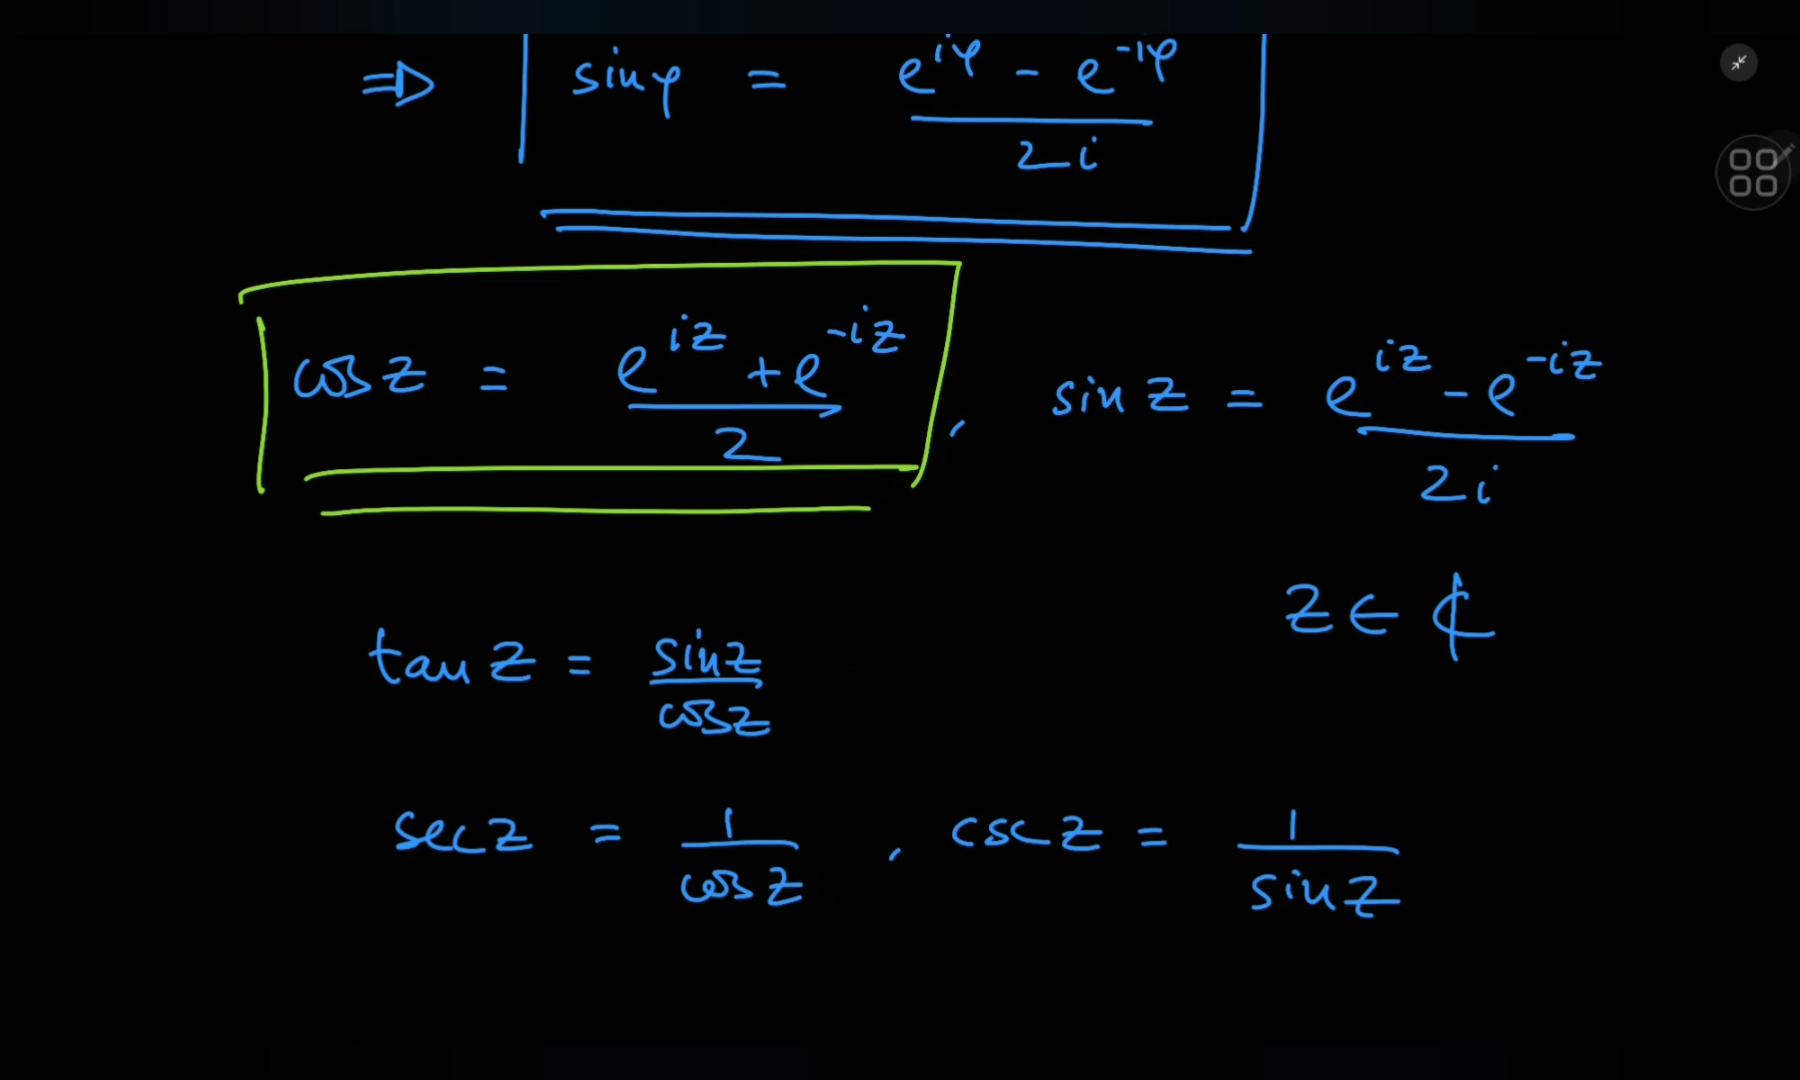 ⇒ sinφ = (e^{iφ} - e^{-iφ}) / 2i
cos z = (e^{iz} + e^{-iz}) / 2 , sin z = (e^{iz} - e^{-iz}) / 2i
z ∈ ℂ
tan z = sin z / cos z
sec z = 1 / cos z , csc z = 1 / sin z